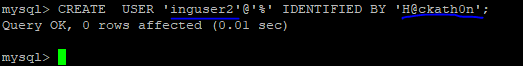 mysql> CREATE  USER 'inguser2'@'%' IDENTIFIED BY 'H@ckath0n';
Query OK, 0 rows affected (0.01 sec)
mysql>